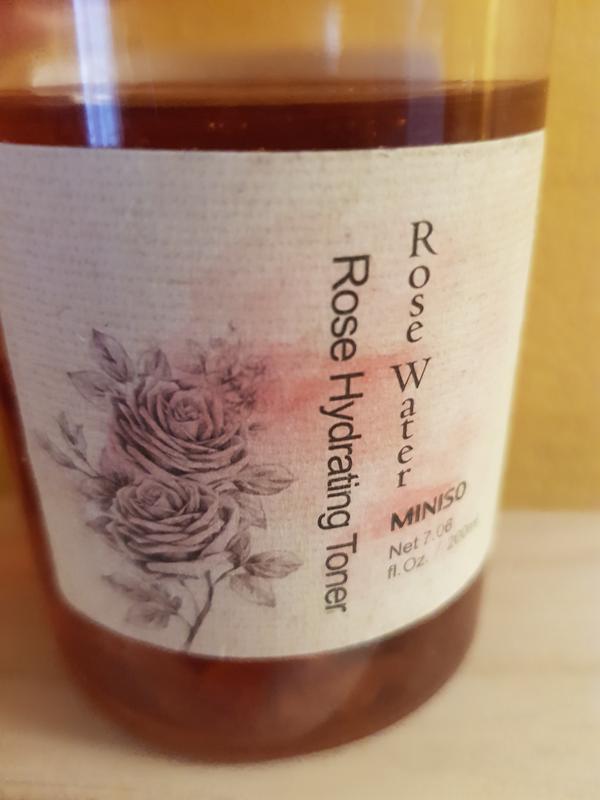 Rose Water
Rose Hydrating Toner
MINISO
Net 7.06
fl.Oz. / 200ml